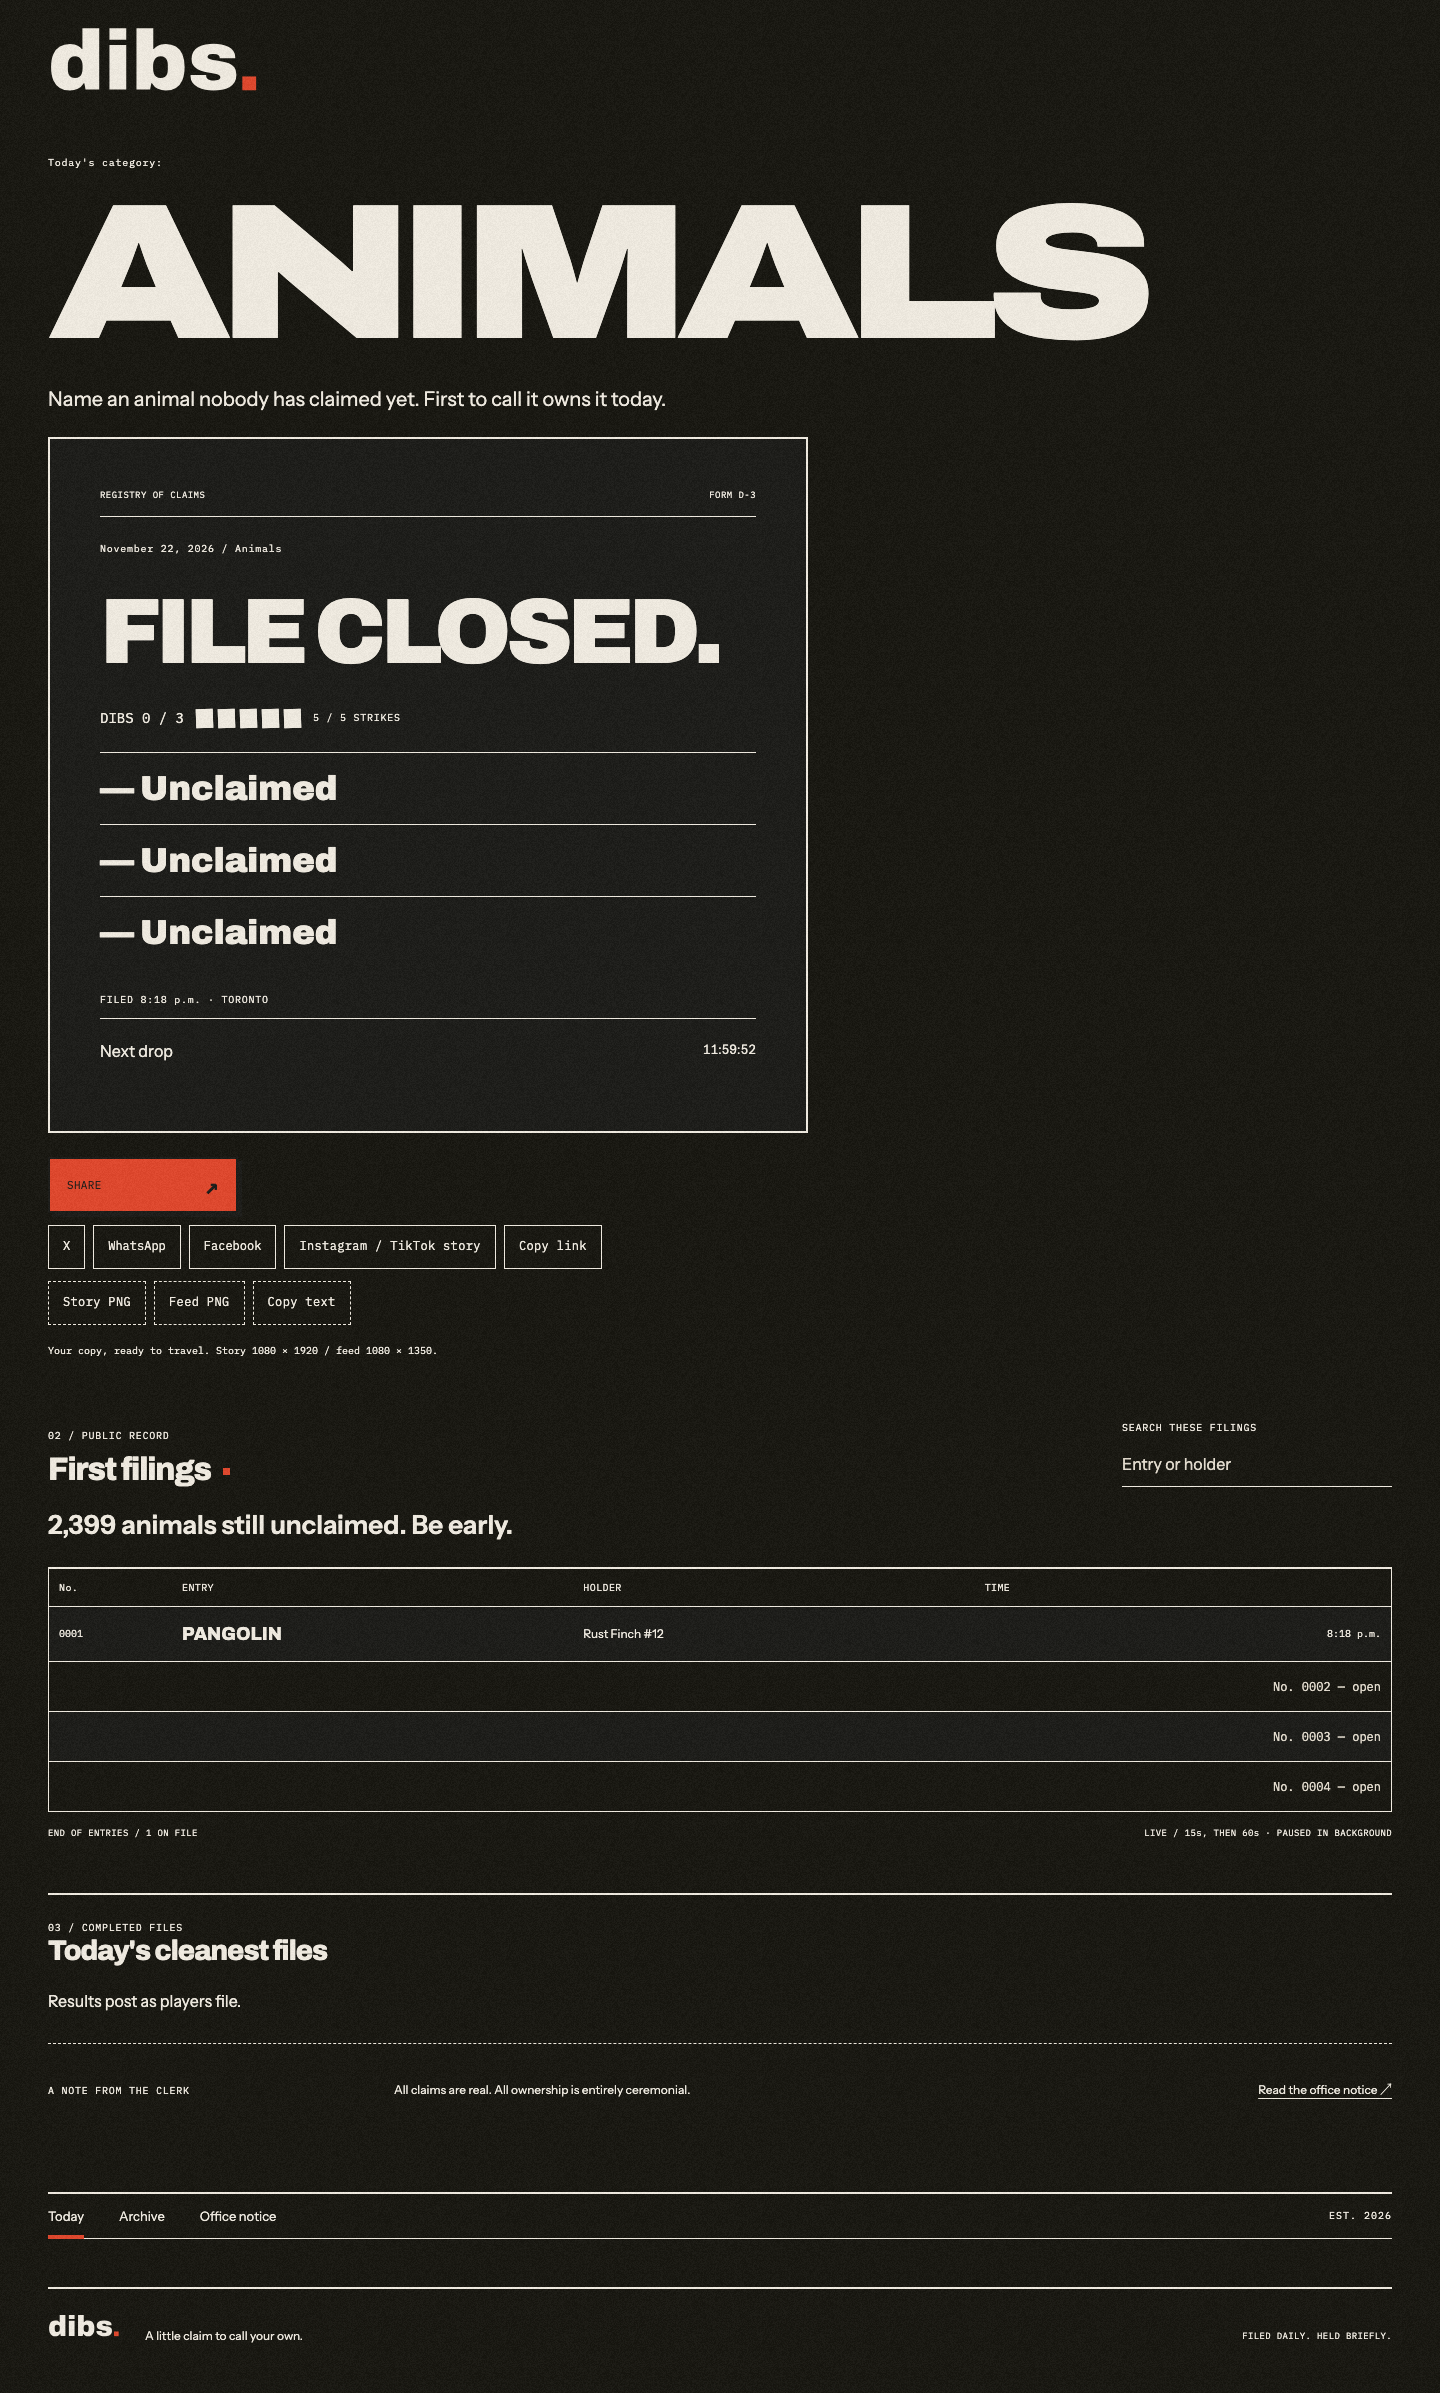 dibs.
Today's category:
ANIMALS
Name an animal nobody has claimed yet. First to call it owns it today.
REGISTRY OF CLAIMS FORM D-3
November 22, 2026 / Animals
FILE CLOSED.
DIBS 0 / 3 5 / 5 STRIKES
— Unclaimed
— Unclaimed
— Unclaimed
FILED 8:18 p.m. · TORONTO
Next drop 11:59:52
SHARE ↗
X WhatsApp Facebook Instagram / TikTok story Copy link
Story PNG Feed PNG Copy text
Your copy, ready to travel. Story 1080 × 1920 / feed 1080 × 1350.
02 / PUBLIC RECORD
First filings
SEARCH THESE FILINGS
Entry or holder
2,399 animals still unclaimed. Be early.
No. ENTRY HOLDER TIME
0001 PANGOLIN Rust Finch #12 8:18 p.m.
No. 0002 — open
No. 0003 — open
No. 0004 — open
END OF ENTRIES / 1 ON FILE LIVE / 15s, THEN 60s · PAUSED IN BACKGROUND
03 / COMPLETED FILES
Today's cleanest files
Results post as players file.
A NOTE FROM THE CLERK All claims are real. All ownership is entirely ceremonial. Read the office notice ↗
Today Archive Office notice EST. 2026
dibs. A little claim to call your own. FILED DAILY. HELD BRIEFLY.